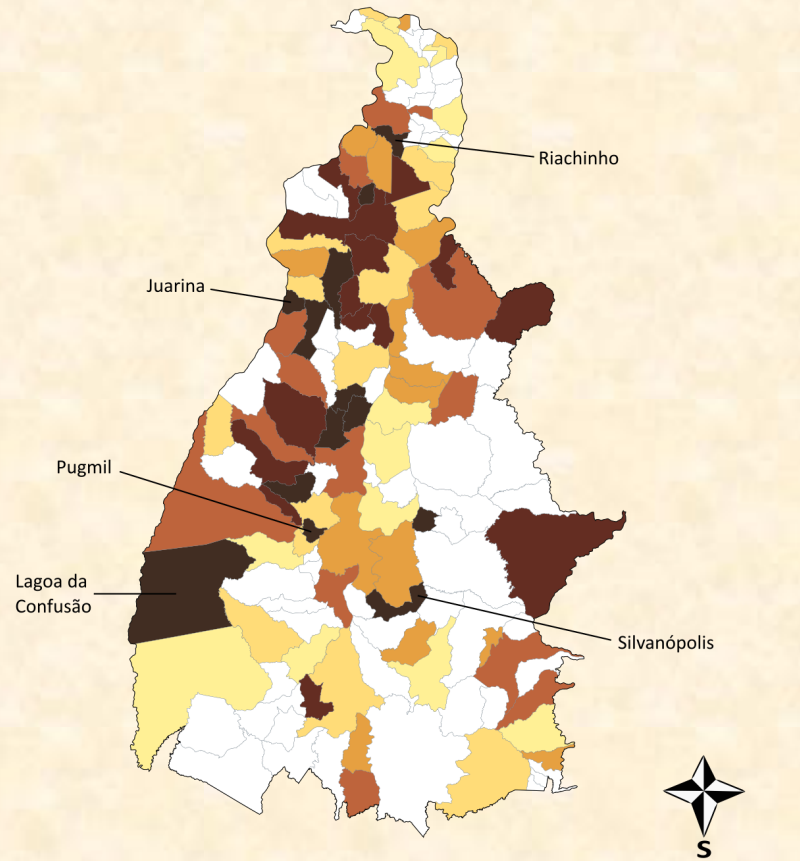 Riachinho
Juarina
Pugmil
Lagoa da
Confusão
Silvanópolis
S